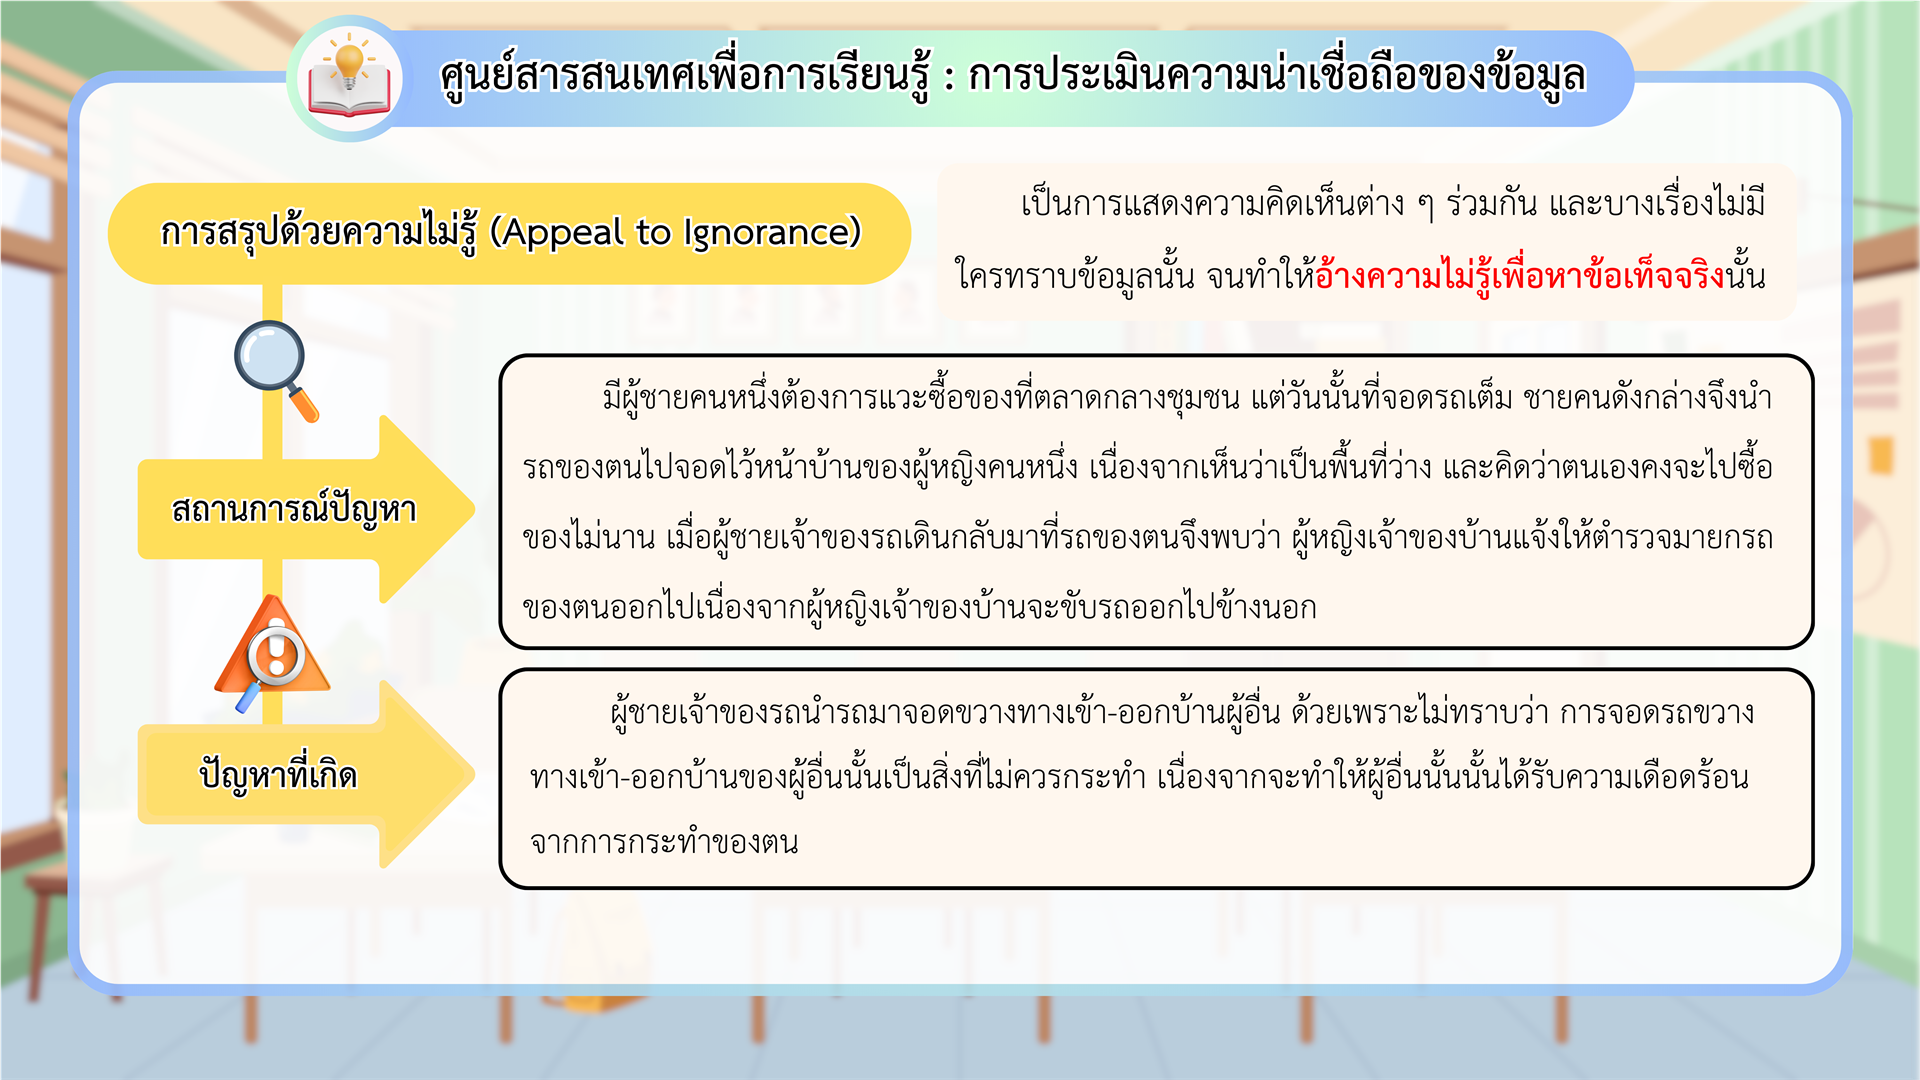 ศูนย์สารสนเทศเพื่อการเรียนรู้ : การประเมินความน่าเชื่อถือของข้อมูล
การสรุปด้วยความไม่รู้ (Appeal to Ignorance)
เป็นการแสดงความคิดเห็นต่าง ๆ ร่วมกัน และบางเรื่องไม่มี
ใครทราบข้อมูลนั้น จนทำให้อ้างความไม่รู้เพื่อหาข้อเท็จจริงนั้น
สถานการณ์ปัญหา
มีผู้ชายคนหนึ่งต้องการแวะซื้อของที่ตลาดกลางชุมชน แต่วันนั้นที่จอดรถเต็ม ชายคนดังกล่างจึงนำ
รถของตนไปจอดไว้หน้าบ้านของผู้หญิงคนหนึ่ง เนื่องจากเห็นว่าเป็นพื้นที่ว่าง และคิดว่าตนเองคงจะไปซื้อ
ของไม่นาน เมื่อผู้ชายเจ้าของรถเดินกลับมาที่รถของตนจึงพบว่า ผู้หญิงเจ้าของบ้านแจ้งให้ตำรวจมายกรถ
ของตนออกไปเนื่องจากผู้หญิงเจ้าของบ้านจะขับรถออกไปข้างนอก
ปัญหาที่เกิด
ผู้ชายเจ้าของรถนำรถมาจอดขวางทางเข้า-ออกบ้านผู้อื่น ด้วยเพราะไม่ทราบว่า การจอดรถขวาง
ทางเข้า-ออกบ้านของผู้อื่นนั้นเป็นสิ่งที่ไม่ควรกระทำ เนื่องจากจะทำให้ผู้อื่นนั้นนั้นได้รับความเดือดร้อน
จากการกระทำของตน